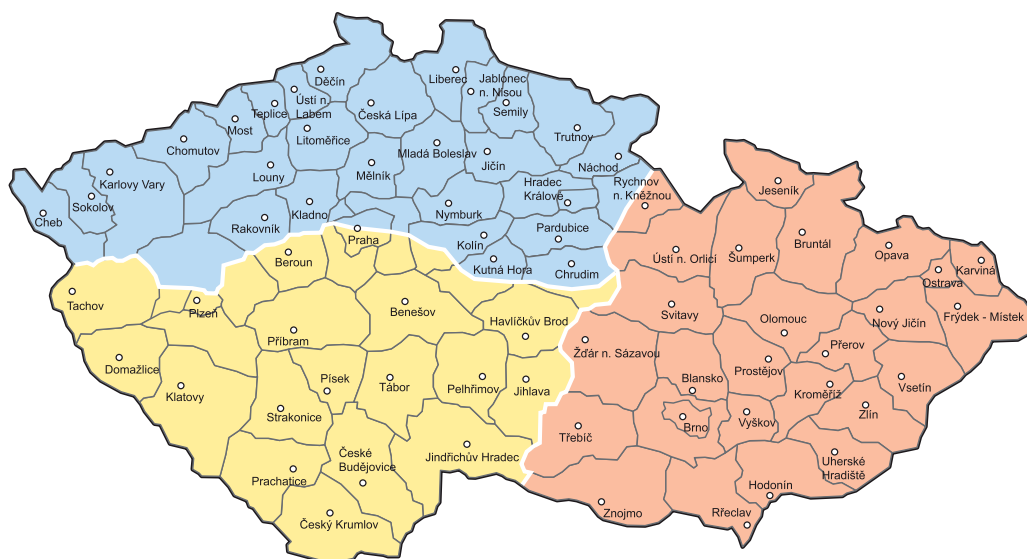 Děčín
Liberec
Jablonec
n. Nisou
Semily
Ústí n.
Labem
Teplice
Česká Lípa
Most
Litoměřice
Trutnov
Chomutov
Mladá Boleslav
Jičín
Náchod
Louny
Mělník
Karlovy Vary
Hradec
Králové
Rychnov
n. Kněžnou
Jeseník
Sokolov
Cheb
Kladno
Nymburk
Rakovník
Praha
Kolín
Pardubice
Bruntál
Beroun
Kutná Hora
Chrudim
Ústí n. Orlicí
Šumperk
Opava
Karviná
Ostrava
Tachov
Plzeň
Benešov
Svitavy
Frýdek - Místek
Havlíčkův Brod
Olomouc
Nový Jičín
Příbram
Žďár n. Sázavou
Přerov
Domažlice
Prostějov
Klatovy
Písek
Tábor
Pelhřimov
Jihlava
Blansko
Kroměříž
Vsetín
Strakonice
Třebíč
Brno
Vyškov
Zlín
České
Budějovice
Jindřichův Hradec
Uherské
Hradiště
Prachatice
Hodonín
Český Krumlov
Znojmo
Rřeclav